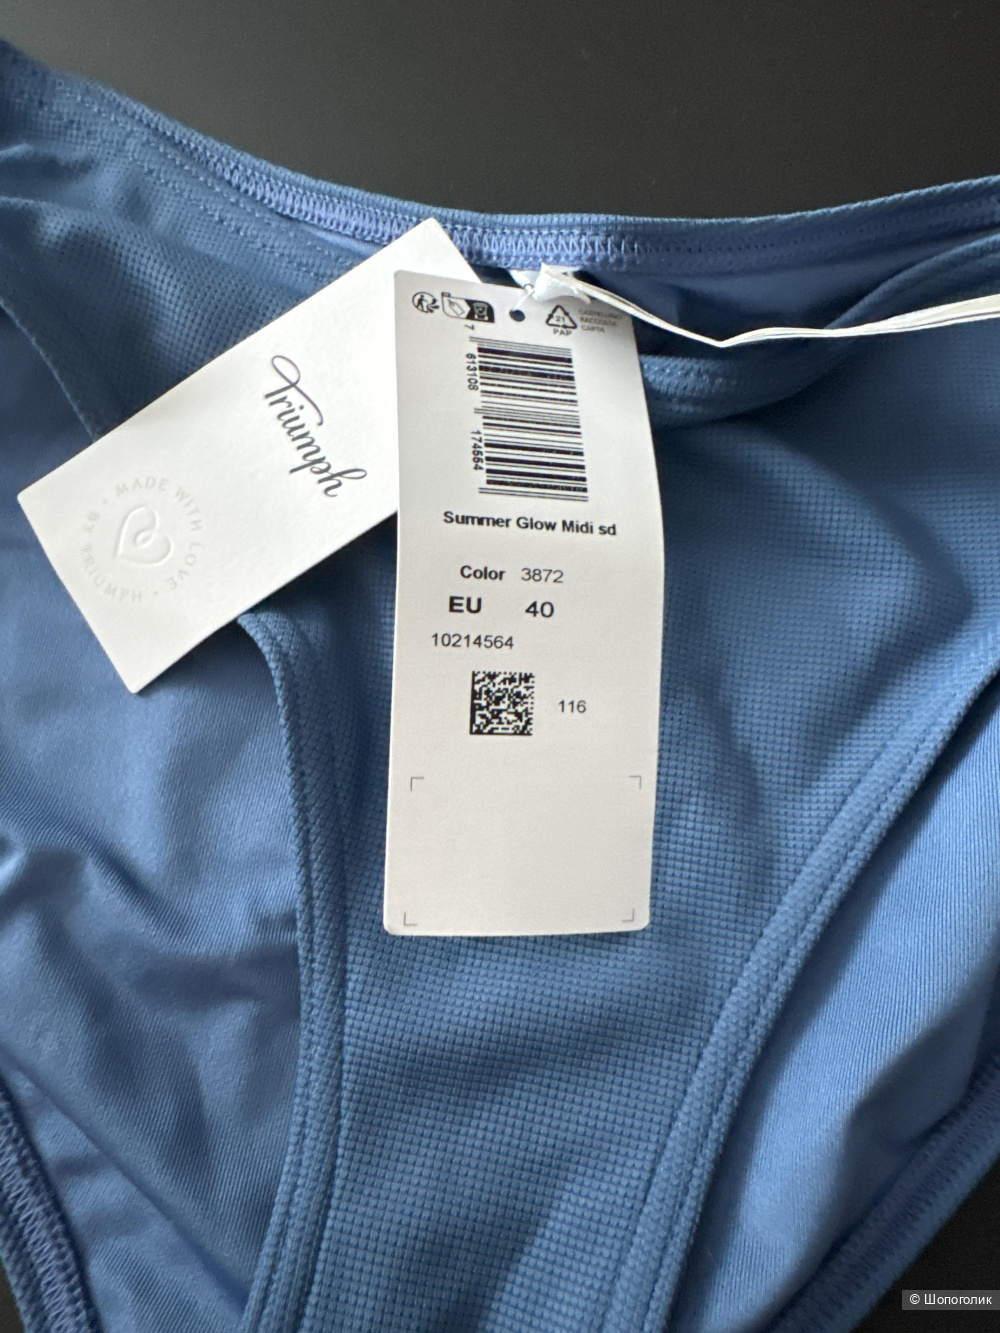 Triumph
MADE WITH LOVE • BY TRIUMPH •
21
PAP
7
613108
174564
Summer Glow Midi sd
Color 3872
EU 40
10214564
116
© Шопоголик